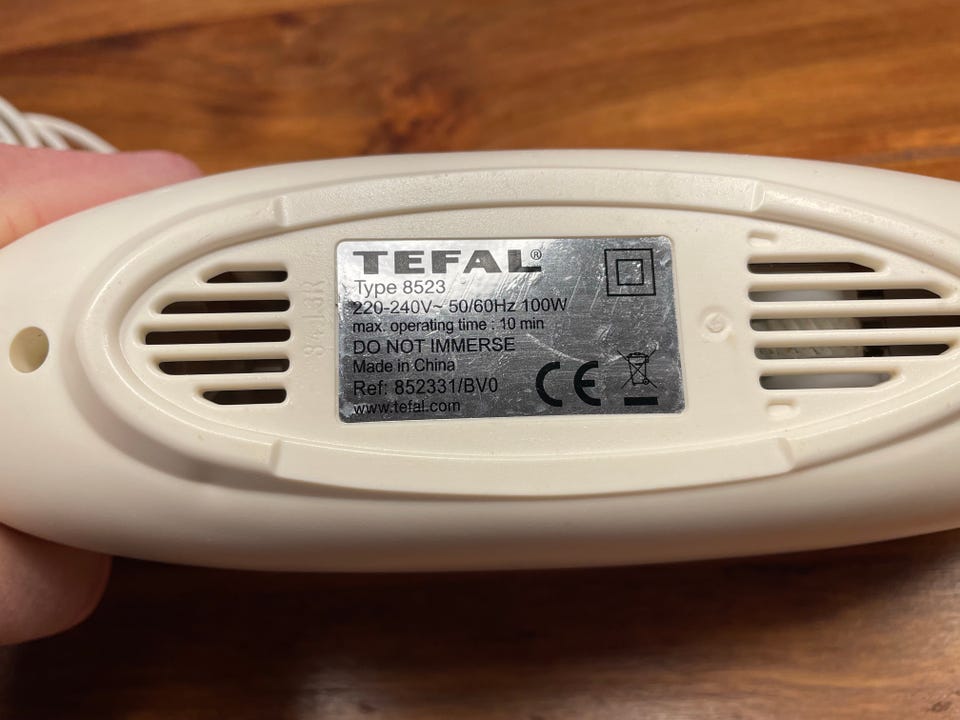 TEFAL®
Type 8523
220-240V~ 50/60Hz 100W
max. operating time : 10 min
DO NOT IMMERSE
Made in China
Ref: 852331/BV0
www.tefal.com
CE